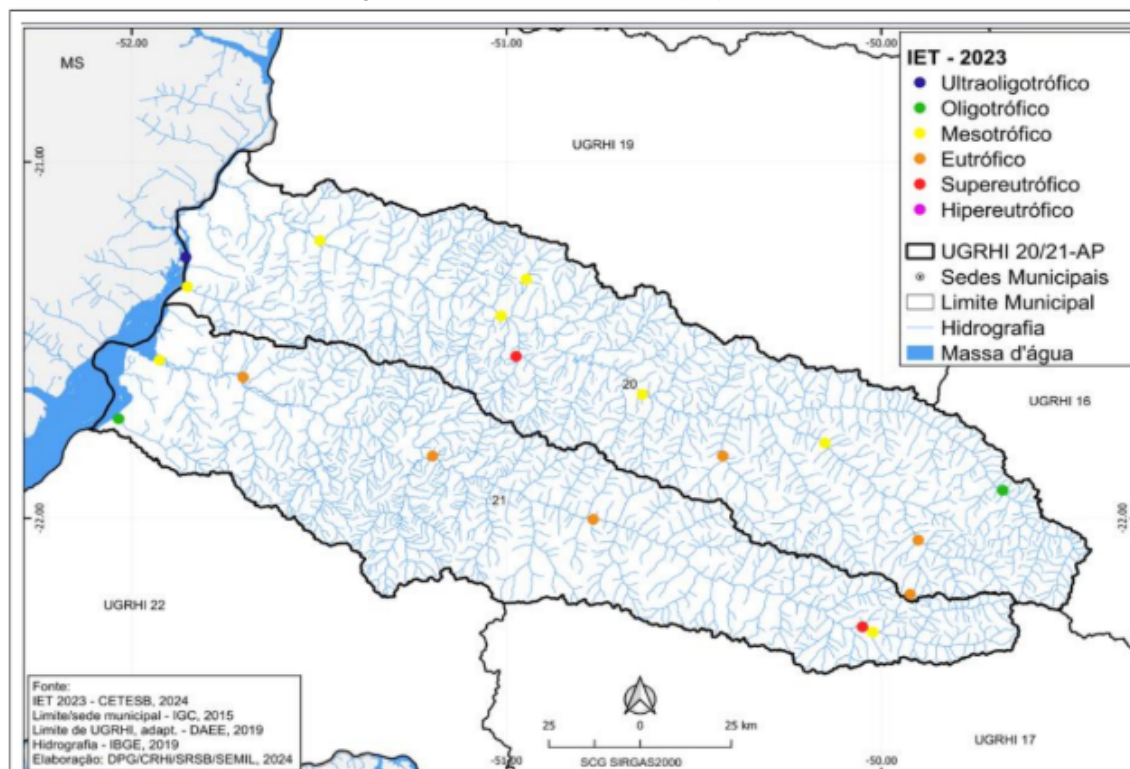 -52.00
-51.00
-50.00
MS
IET - 2023
Ultraoligotrófico
Oligotrófico
Mesotrófico
Eutrófico
Supereutrófico
Hipereutrófico
UGRHI 20/21-AP
Sedes Municipais
Limite Municipal
Hidrografia
Massa d'água
UGRHI 19
-21.00
20
UGRHI 16
21
-22.00
-22.00
UGRHI 22
Fonte:
IET 2023 - CETESB, 2024
Limite/sede municipal - IGC, 2015
Limite de UGRHI, adapt. - DAEE, 2019
Hidrografia - IBGE, 2019
Elaboração: DPG/CRHI/SRSB/SEMIL, 2024
25 0 25 km
SCG SIRGAS2000
UGRHI 17
-51.00
-50.00